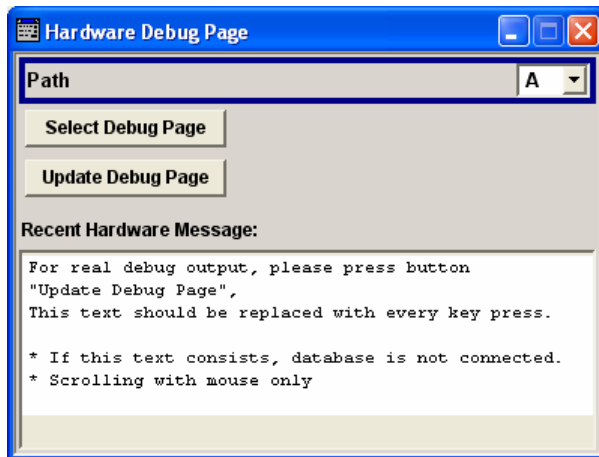 Hardware Debug Page
Path
A
Select Debug Page
Update Debug Page
Recent Hardware Message:
For real debug output, please press button
"Update Debug Page",
This text should be replaced with every key press.
* If this text consists, database is not connected.
* Scrolling with mouse only